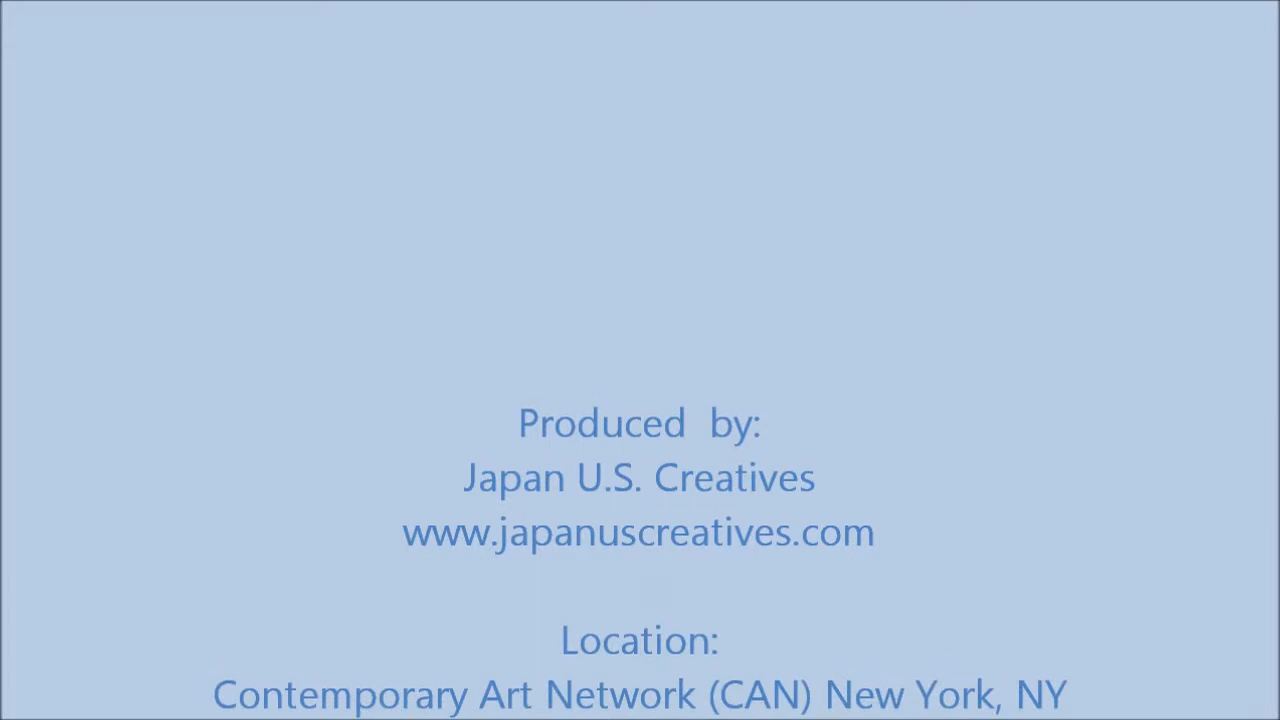 Produced  by:
Japan U.S. Creatives
www.japanuscreatives.com
Location:
Contemporary Art Network (CAN) New York, NY